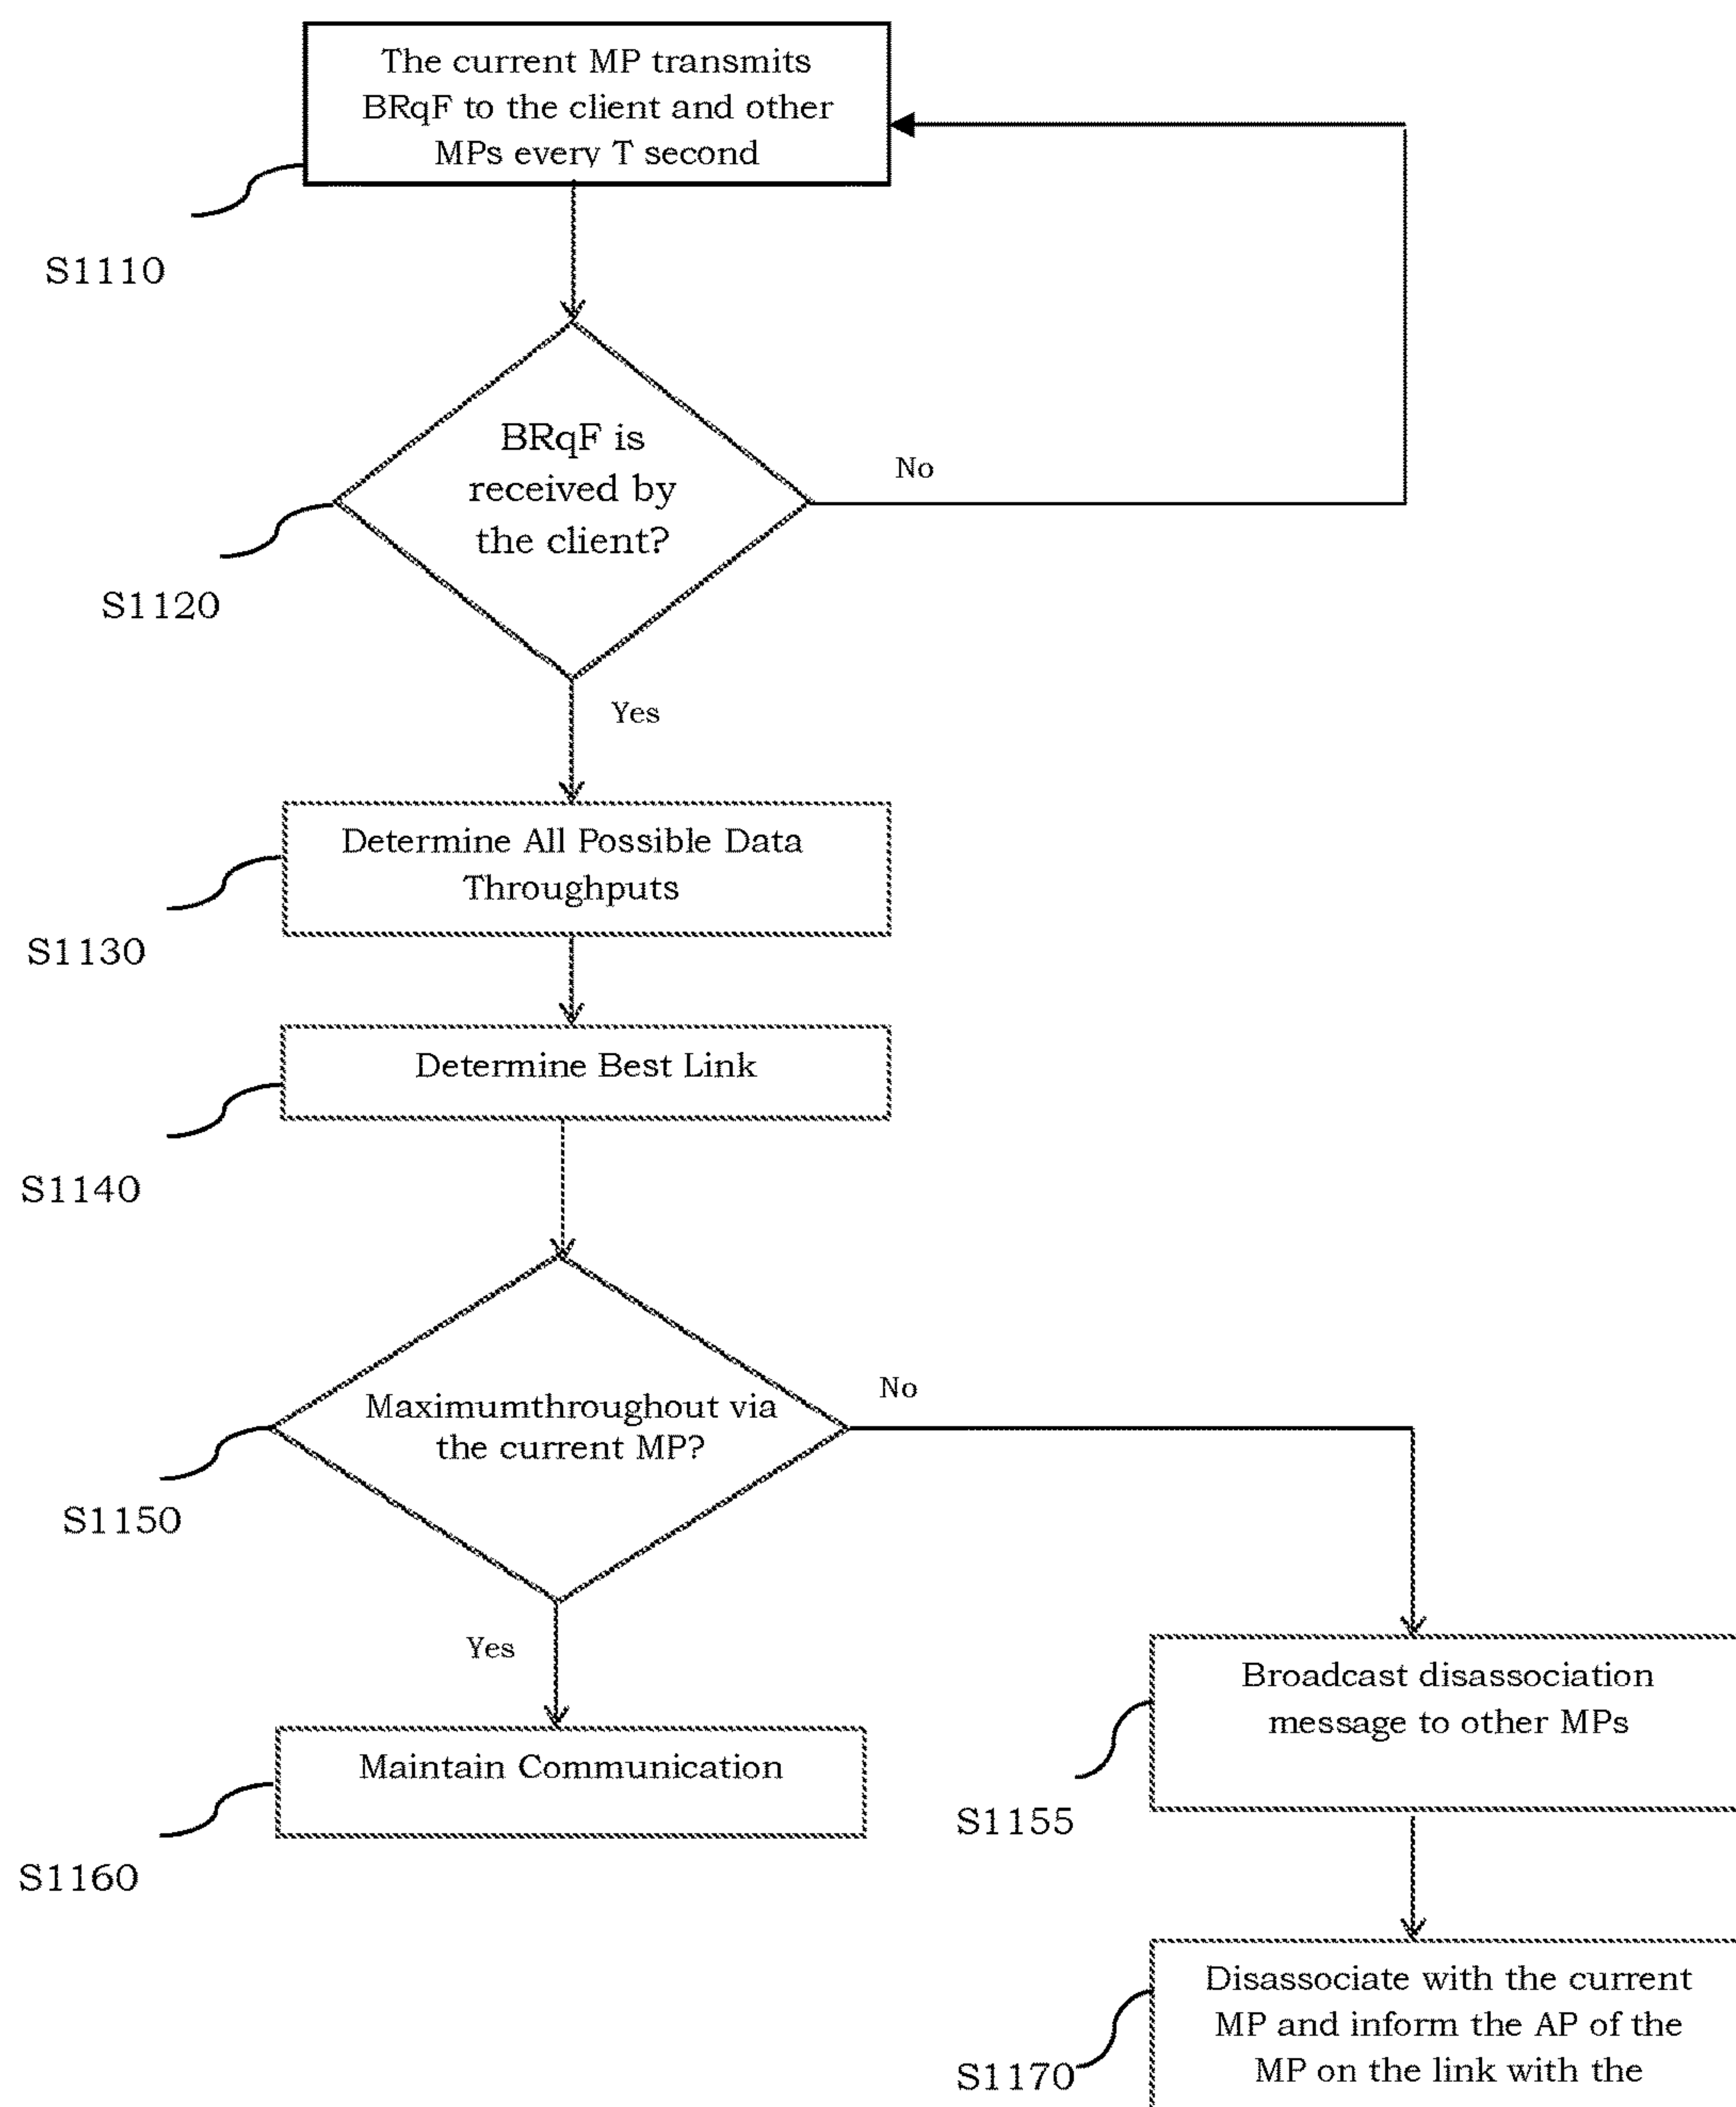 The current MP transmits
BRqF to the client and other
MPs every T second
S1110
BRqF is
received by
the client?
No
S1120
Yes
Determine All Possible Data
Throughputs
S1130
Determine Best Link
S1140
Maximumthroughout via
the current MP?
No
S1150
Yes
Broadcast disassociation
message to other MPs
S1155
Maintain Communication
S1160
Disassociate with the current
MP and inform the AP of the
MP on the link with the
S1170